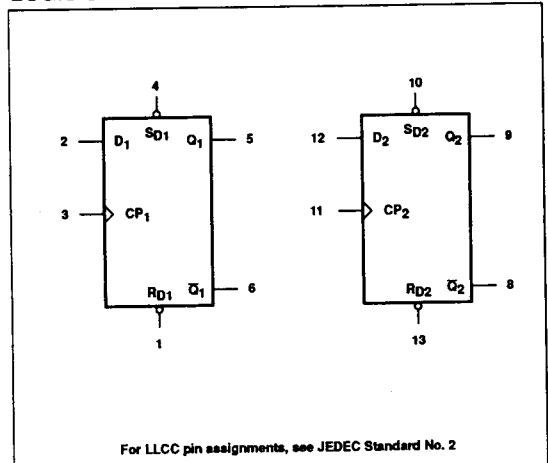 4
10
2 D1 SD1 Q1 5
12 D2 SD2 Q2 9
3 CP1
11 CP2
RD1 Q̅1 6
RD2 Q̅2 8
1
13
For LLCC pin assignments, see JEDEC Standard No. 2